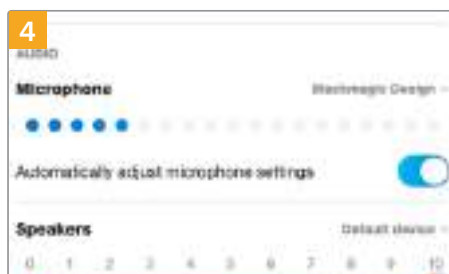 4
AUDIO
Microphone Blackmagic Design
Automatically adjust microphone settings
Speakers Default device
0 1 2 3 4 5 6 7 8 9 10